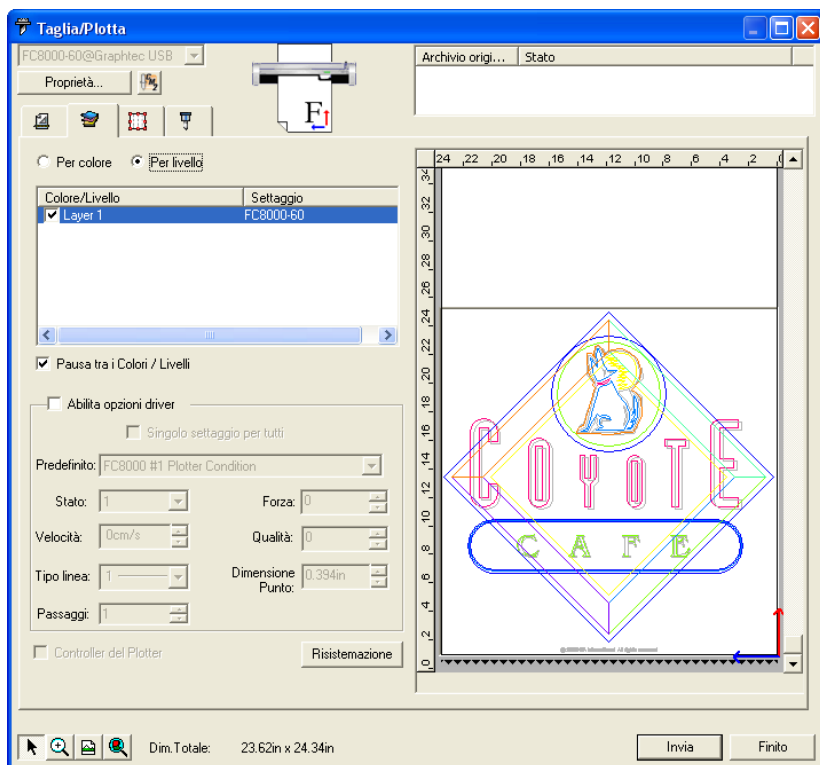 Taglia/Plotta
FC8000-60@Graphtec USB
Proprietà...
F
Archivio origi... Stato
Per colore Per livello
Colore/Livello Settaggio
Layer 1 FC8000-60
Pausa tra i Colori / Livelli
Abilita opzioni driver
Singolo settaggio per tutti
Predefinito: FC8000 #1 Plotter Condition
Stato: 1 Forza: 0
Velocità: 0cm/s Qualità: 0
Tipo linea: 1 Dimensione Punto: 0.394in
Passaggi: 1
Controller del Plotter Risistemazione
24 22 20 18 16 14 12 10 8 6 4 2 0
34
32
30
28
26
24
22
20
18
16
14
12
10
8
6
4
2
0
COYOTE
CAFE
All rights reserved
Dim.Totale: 23.62in x 24.34in
Invia Finito